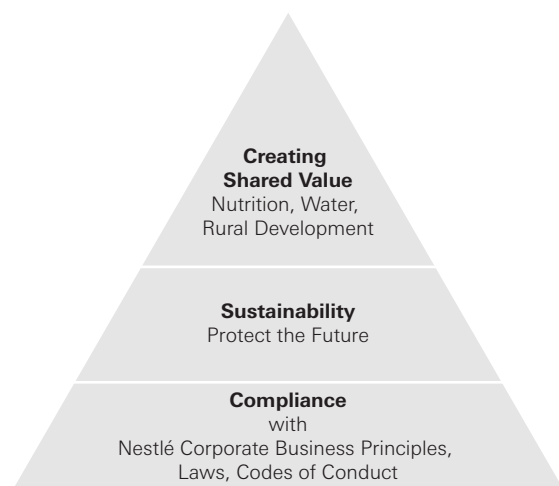 Creating
Shared Value
Nutrition, Water,
Rural Development
Sustainability
Protect the Future
Compliance
with
Nestlé Corporate Business Principles,
Laws, Codes of Conduct